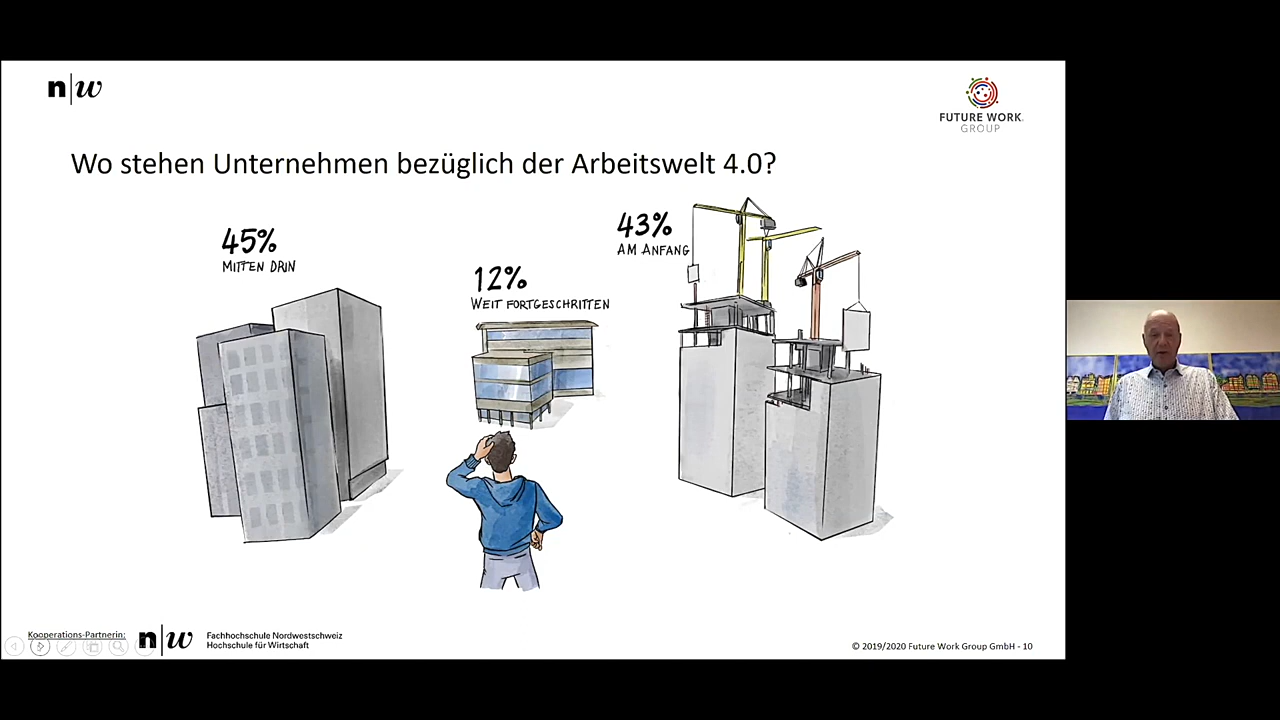 n|w
FUTURE WORK
GROUP
Wo stehen Unternehmen bezüglich der Arbeitswelt 4.0?
45%
MITTEN DRIN
12%
WEIT FORTGESCHRITTEN
43%
AM ANFANG
Kooperations-Partnerin:
n|w
Fachhochschule Nordwestschweiz
Hochschule für Wirtschaft
© 2019/2020 Future Work Group GmbH - 10